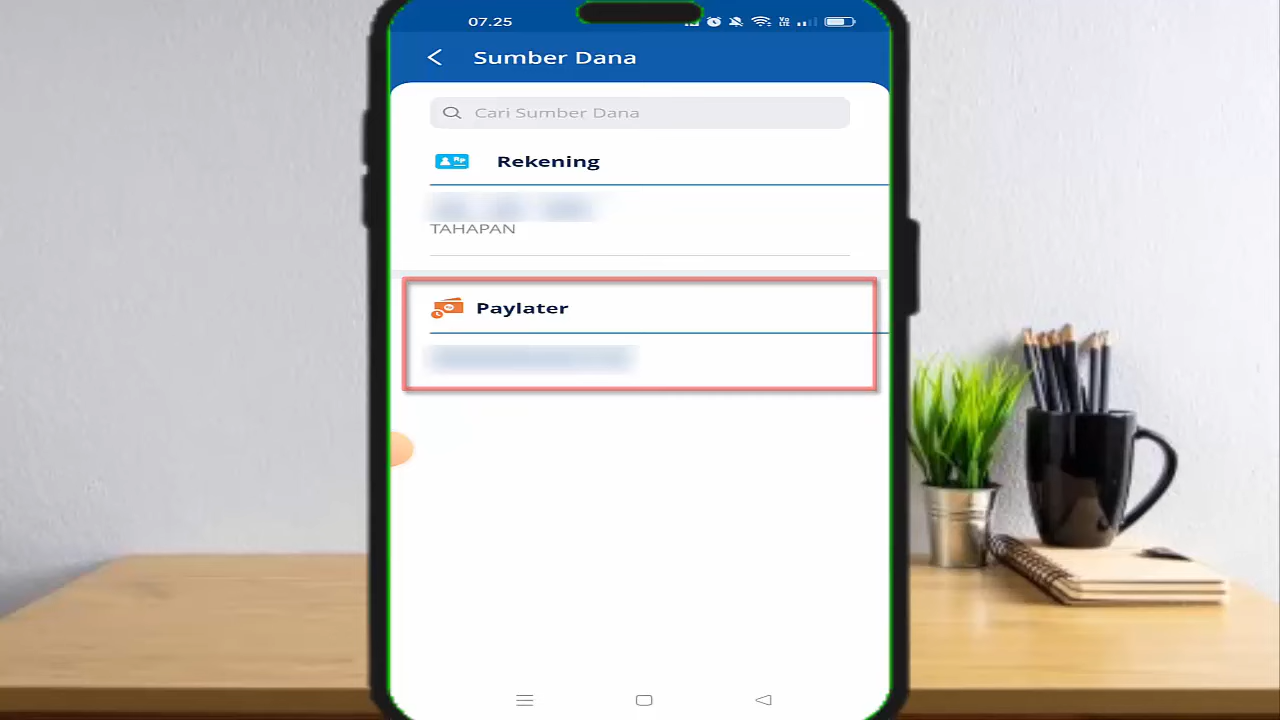 07.25
Sumber Dana
Cari Sumber Dana
Rekening
TAHAPAN
Paylater